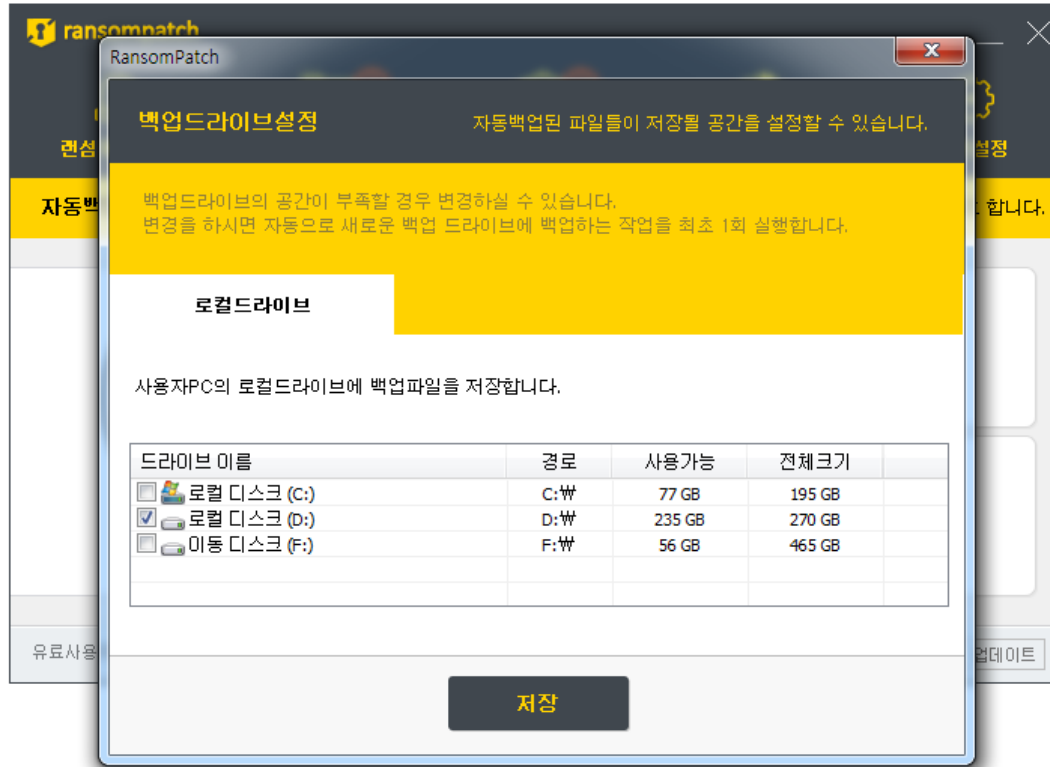 ransompatch
RansomPatch
백업드라이브설정
자동백업된 파일들이 저장될 공간을 설정할 수 있습니다.
랜섬
설정
자동백
합니다.
백업드라이브의 공간이 부족할 경우 변경하실 수 있습니다.
변경을 하시면 자동으로 새로운 백업 드라이브에 백업하는 작업을 최초 1회 실행합니다.
로컬드라이브
사용자PC의 로컬드라이브에 백업파일을 저장합니다.
드라이브 이름 경로 사용가능 전체크기
로컬 디스크 (C:) C:₩ 77 GB 195 GB
로컬 디스크 (D:) D:₩ 235 GB 270 GB
이동 디스크 (F:) F:₩ 56 GB 465 GB
유료사용
업데이트
저장